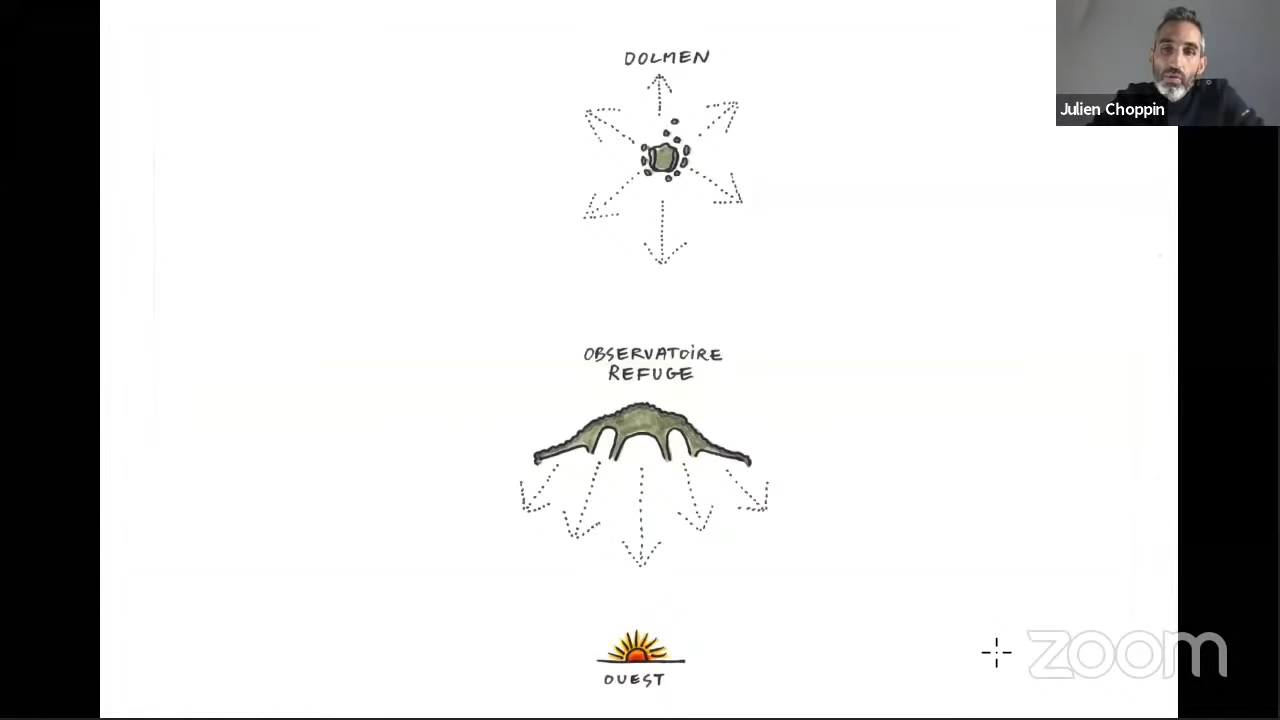 DOLMEN
Julien Choppin
OBSERVATOIRE
REFUGE
OUEST
zoom